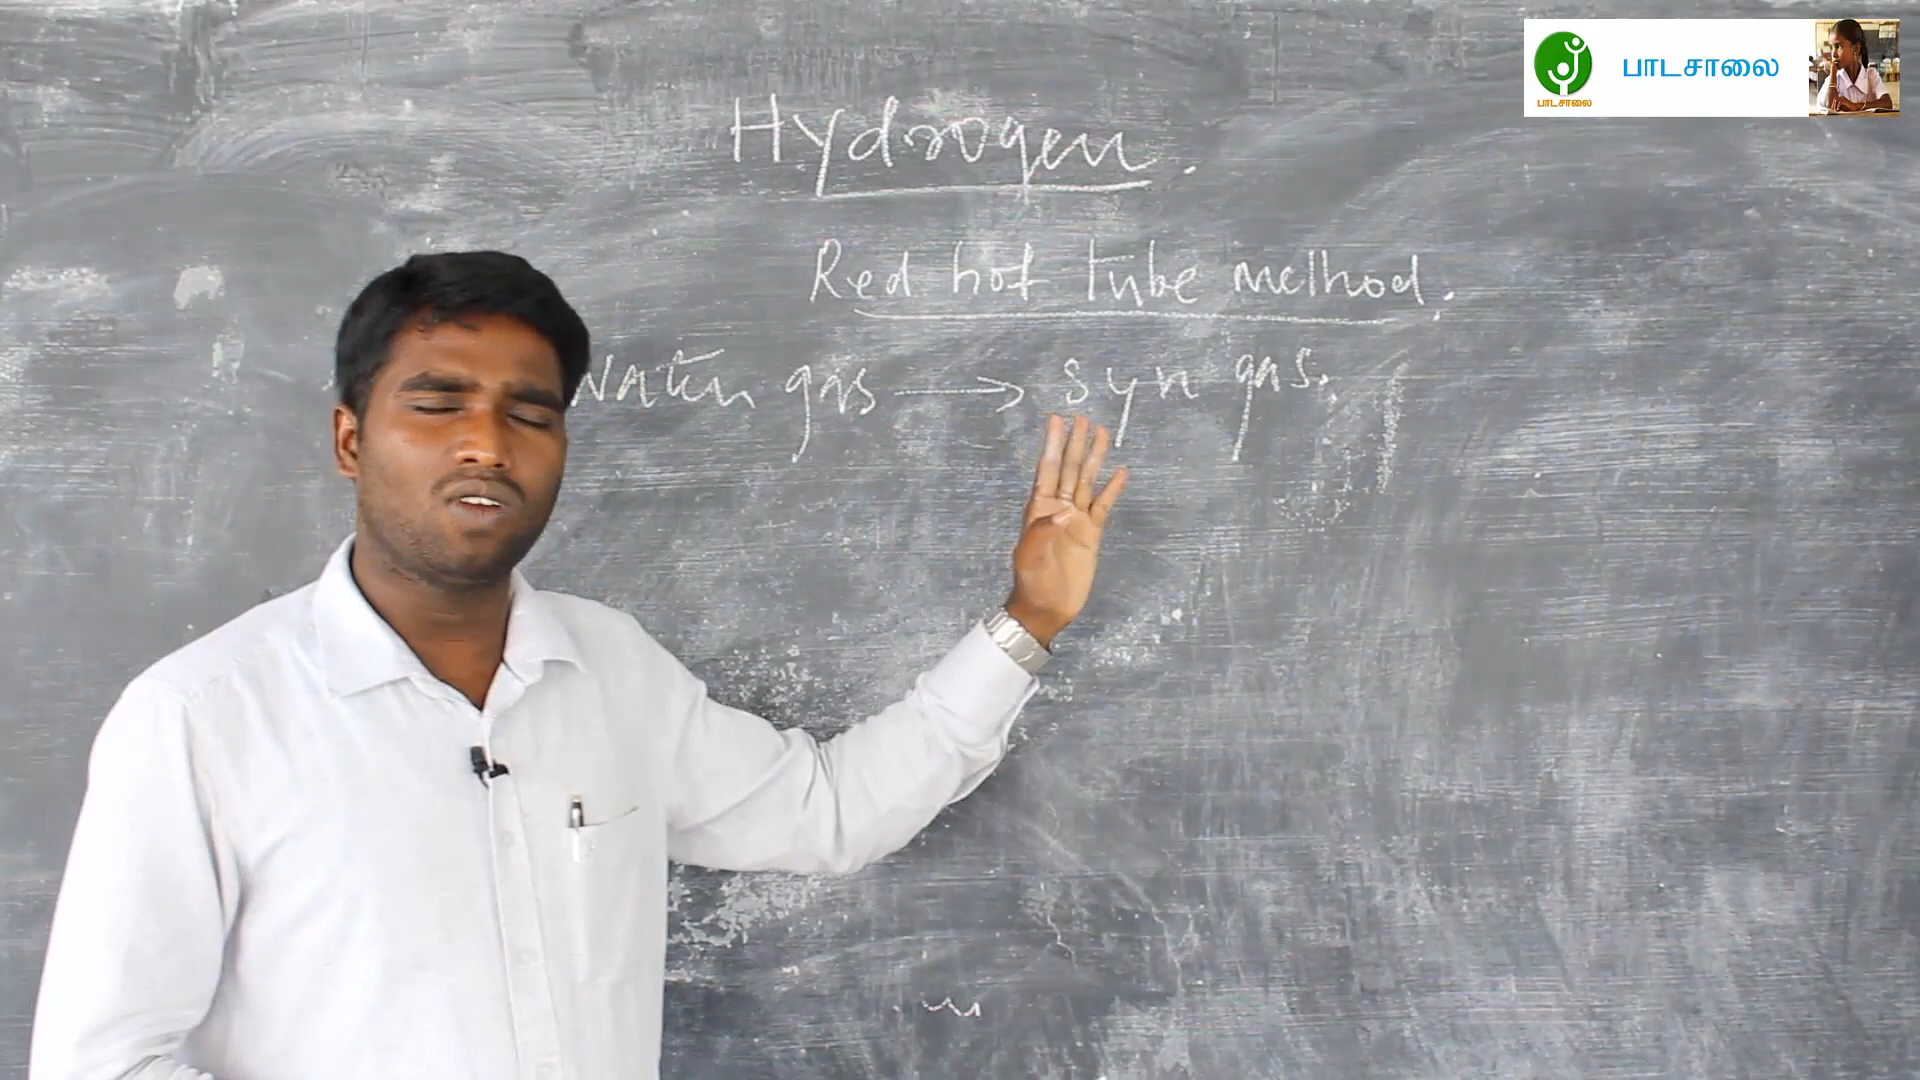 பாடசாலை
பாடசாலை
Hydrogen.
Red hot tube method.
Water gas → syn gas.